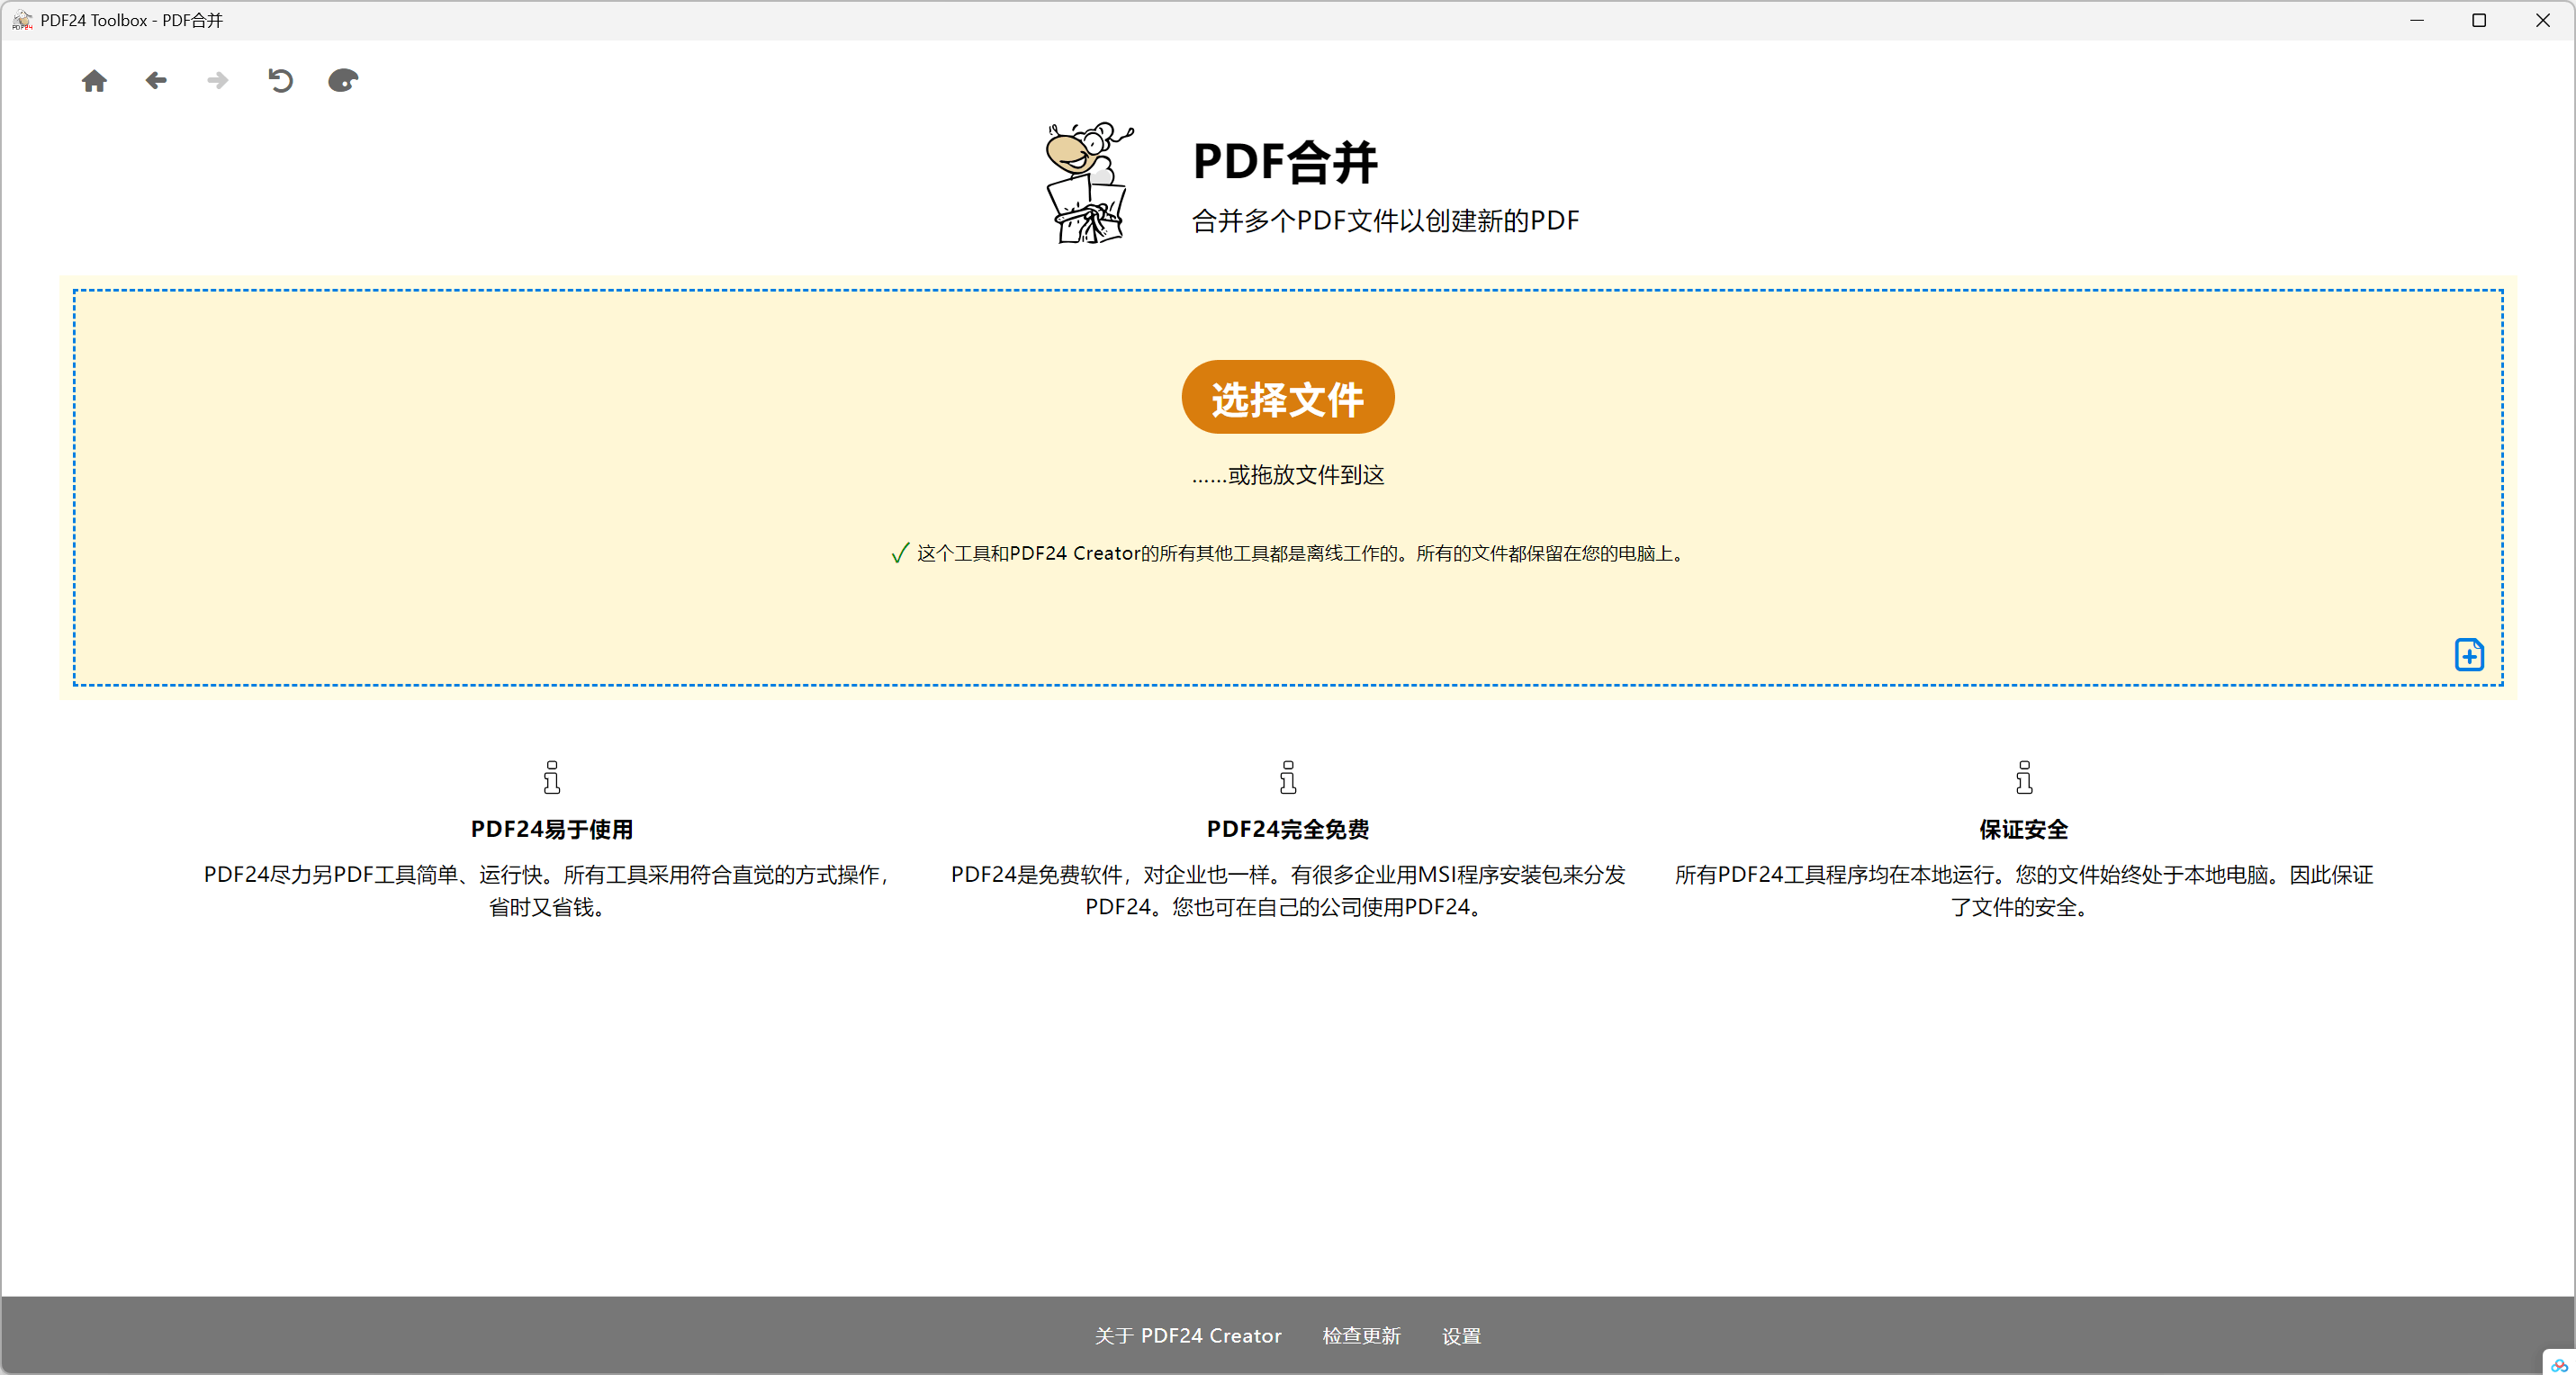 PDF24 Toolbox - PDF合并
PDF合并
合并多个PDF文件以创建新的PDF
选择文件
……或拖放文件到这
这个工具和PDF24 Creator的所有其他工具都是离线工作的。所有的文件都保留在您的电脑上。
PDF24易于使用
PDF24尽力另PDF工具简单、运行快。所有工具采用符合直觉的方式操作，
省时又省钱。
PDF24完全免费
PDF24是免费软件，对企业也一样。有很多企业用MSI程序安装包来分发
PDF24。您也可在自己的公司使用PDF24。
保证安全
所有PDF24工具程序均在本地运行。您的文件始终处于本地电脑。因此保证
了文件的安全。
关于 PDF24 Creator
检查更新
设置